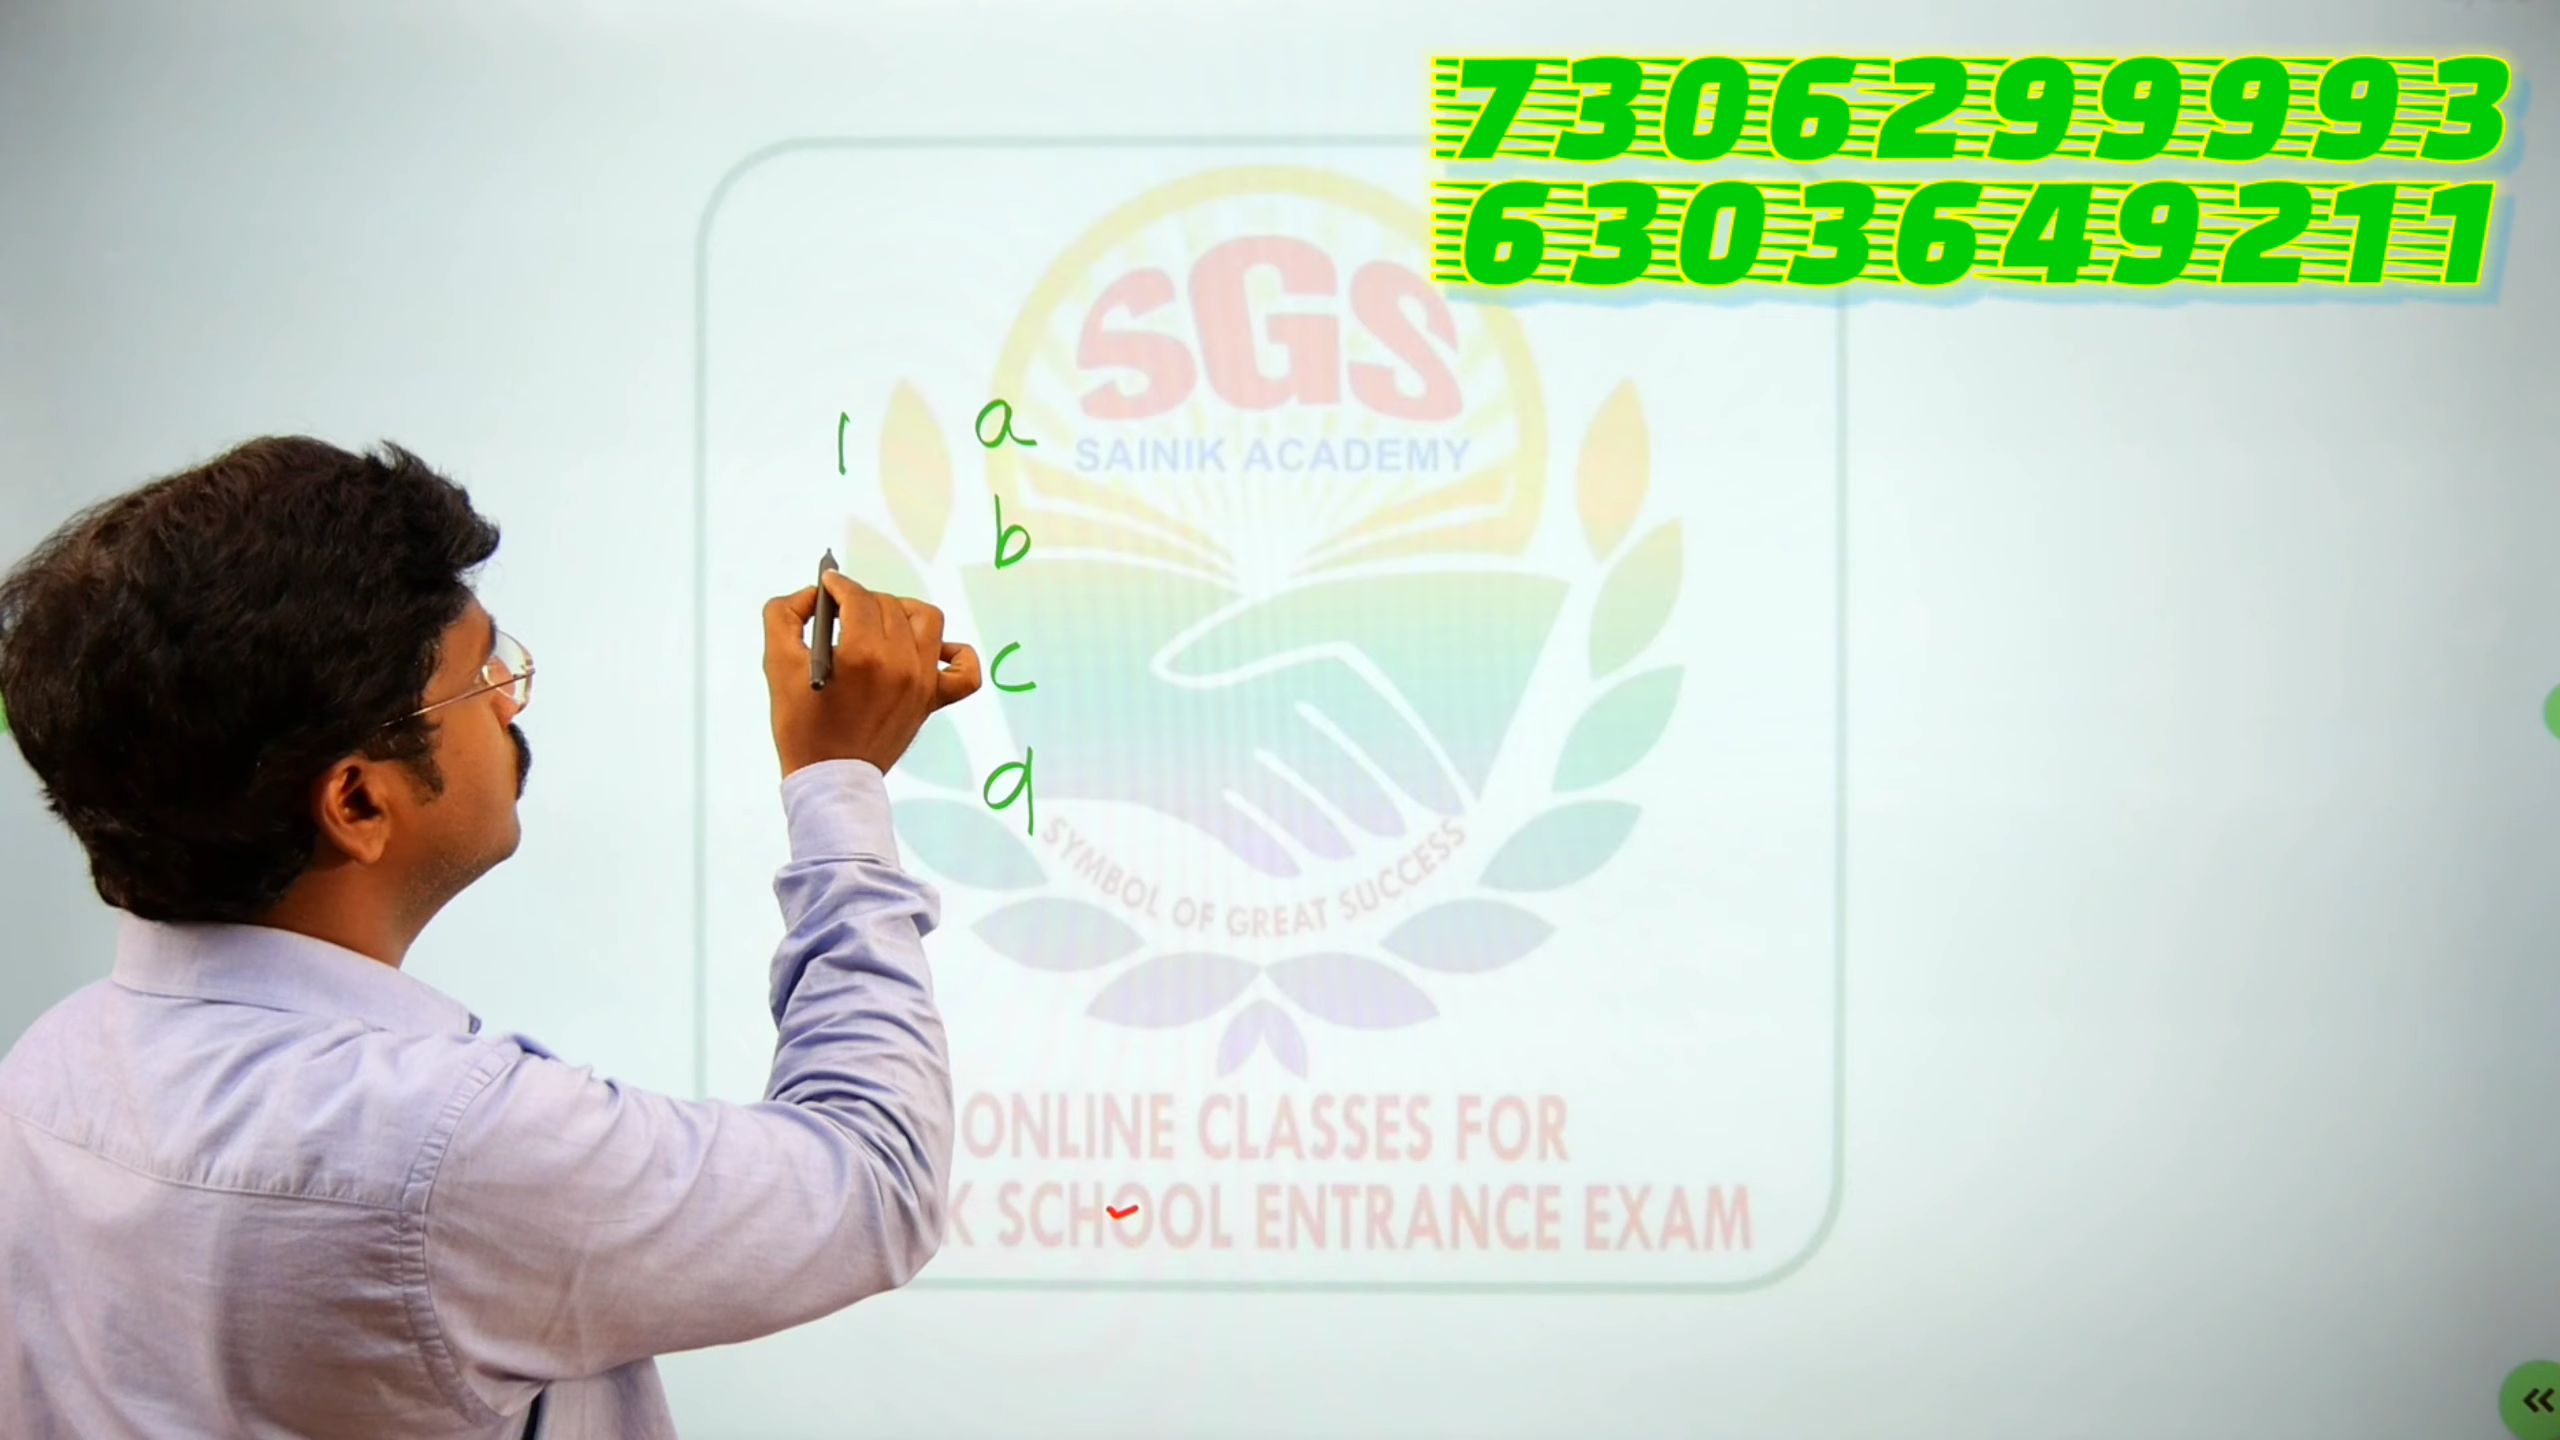 7306299993
6303649211
SGS
SAINIK ACADEMY
1 a
b
c
d
SYMBOL OF GREAT SUCCESS
ONLINE CLASSES FOR
K SCHOOL ENTRANCE EXAM
«